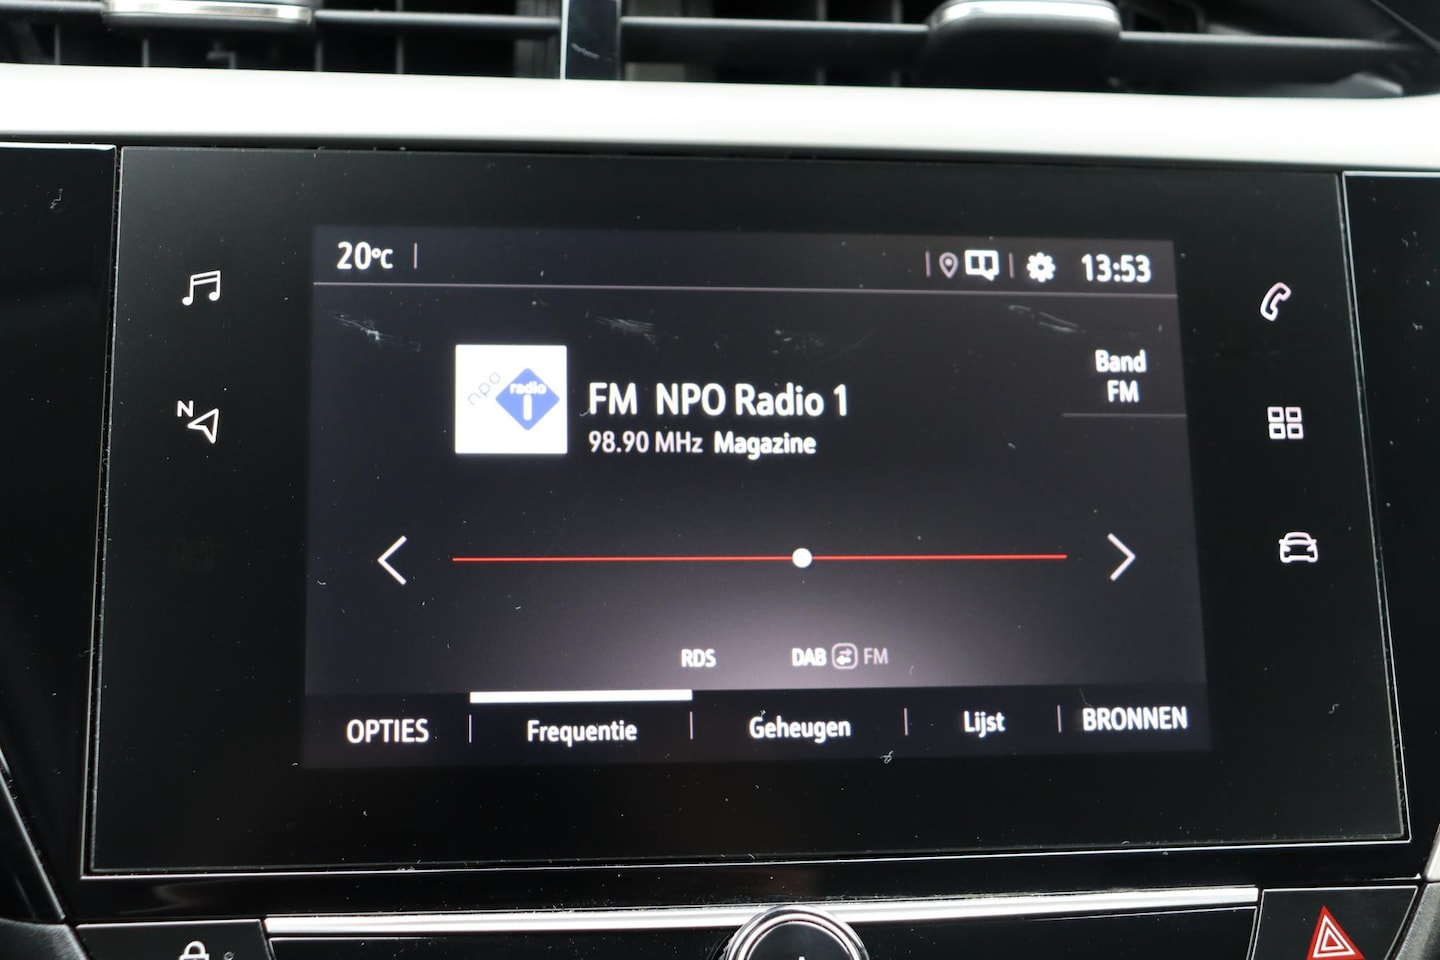 20°C
13:53
N
npo radio 1
Band
FM
FM NPO Radio 1
98.90 MHz Magazine
RDS DAB FM
OPTIES Frequentie Geheugen Lijst BRONNEN